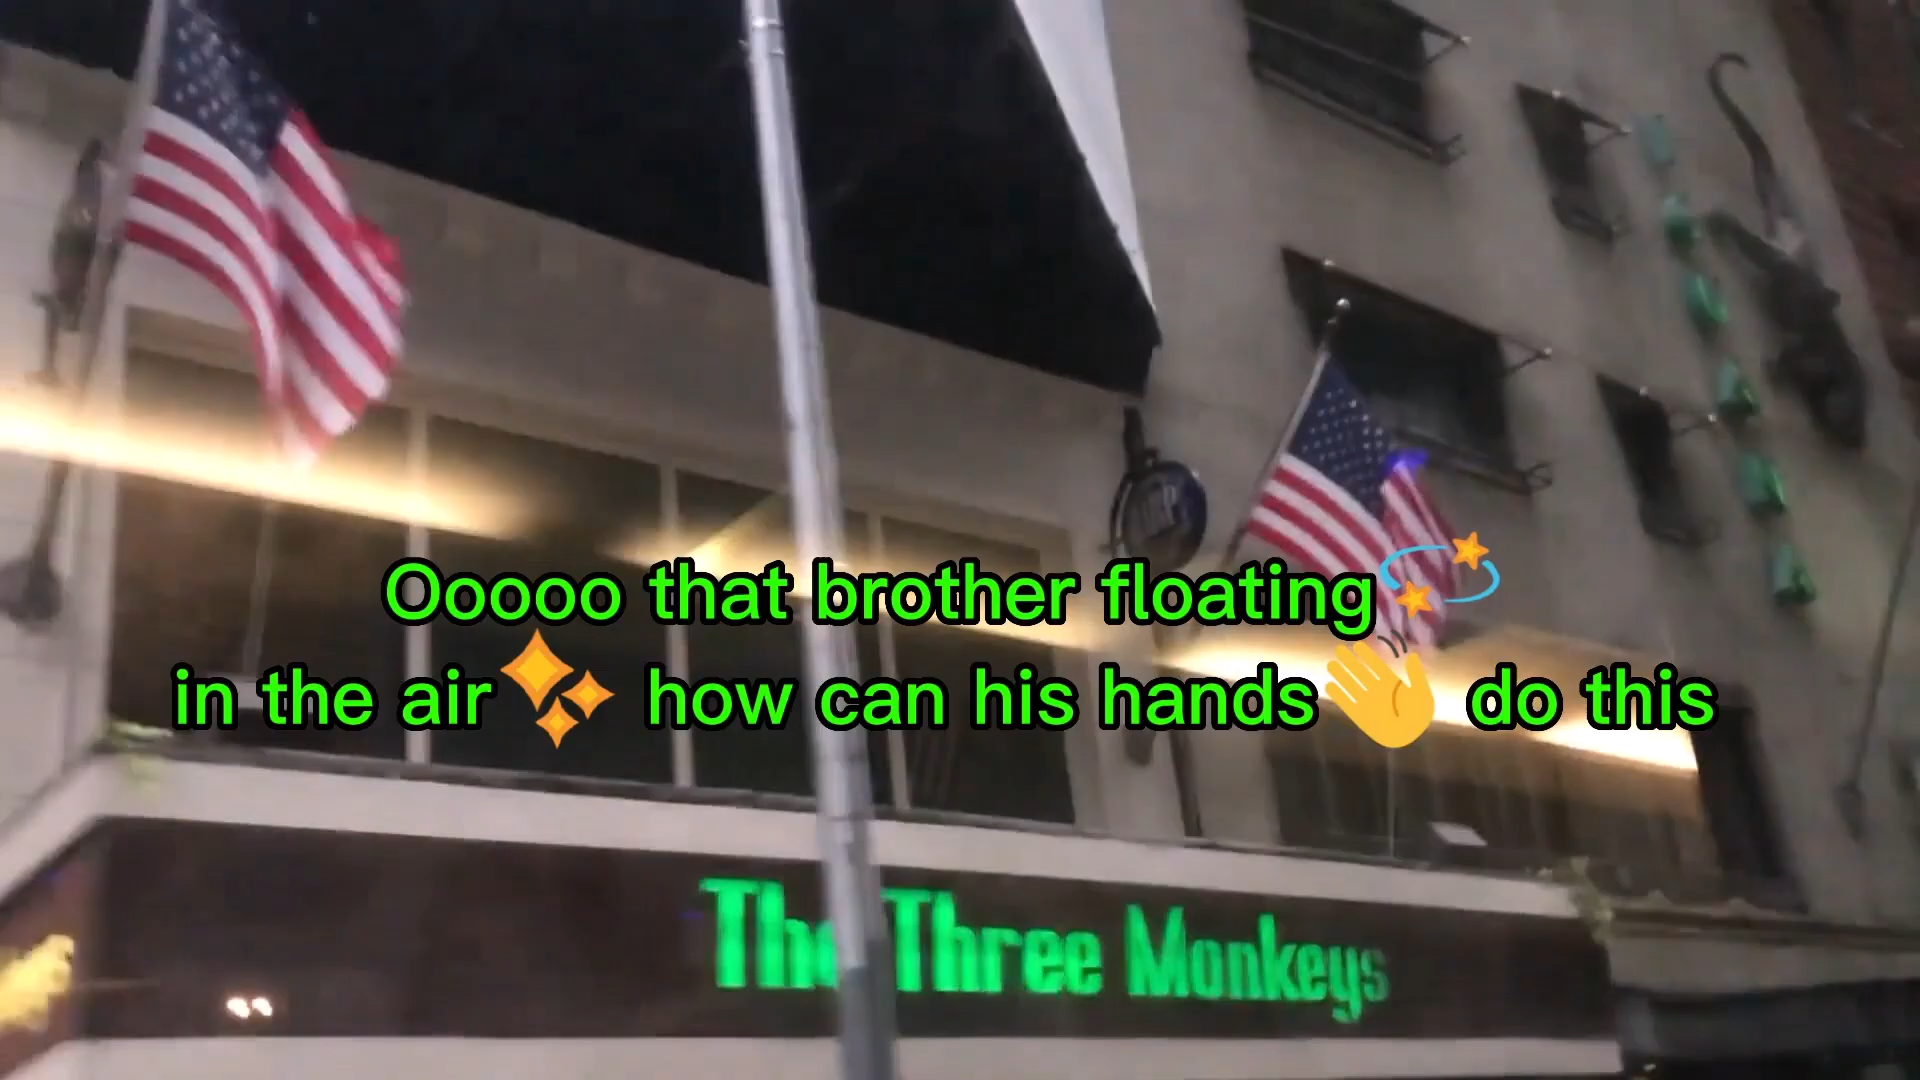 Ooooo that brother floating💫
in the air✨ how can his hands👋 do this
The Three Monkeys